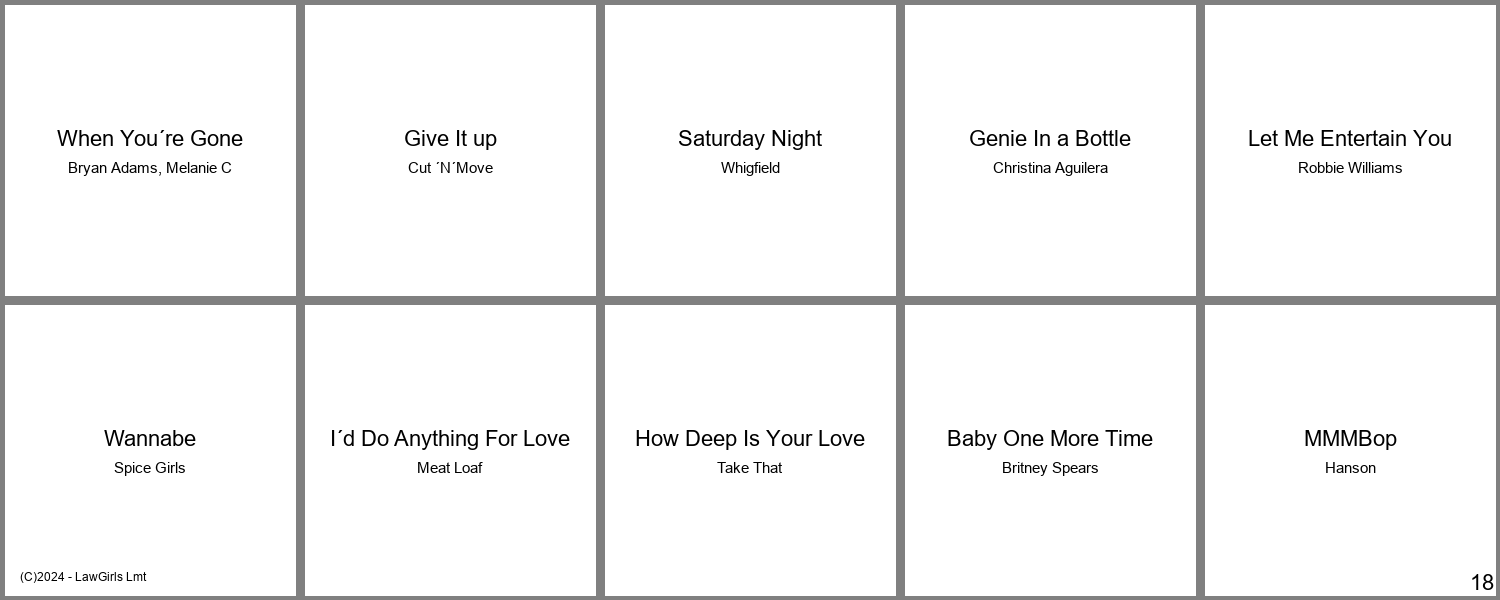 When You´re Gone
Bryan Adams, Melanie C
Give It up
Cut ´N´Move
Saturday Night
Whigfield
Genie In a Bottle
Christina Aguilera
Let Me Entertain You
Robbie Williams
Wannabe
Spice Girls
I´d Do Anything For Love
Meat Loaf
How Deep Is Your Love
Take That
Baby One More Time
Britney Spears
MMMBop
Hanson
(C)2024 - LawGirls Lmt
18